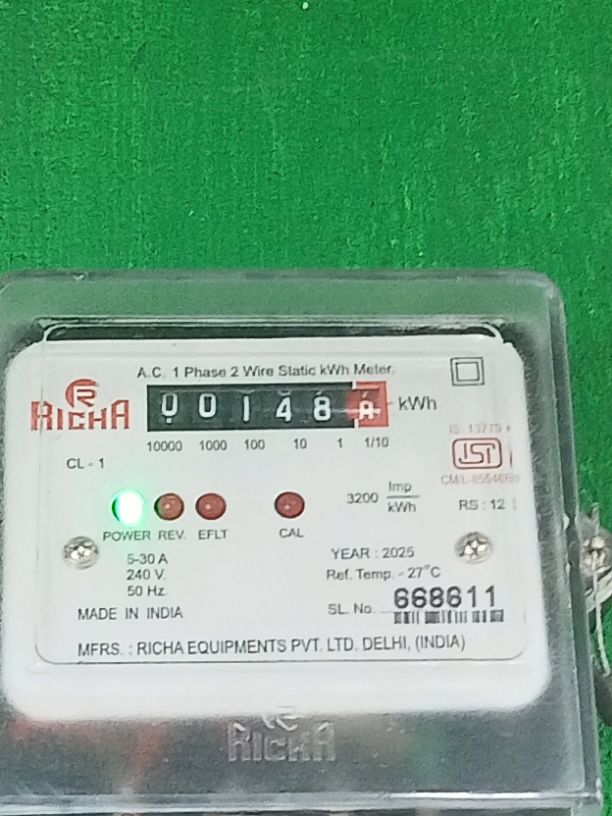 A.C. 1 Phase 2 Wire Static kWh Meter.
RICHA
00148 kWh
10000 1000 100 10 1 1/10
CL - 1
ISI
3200 Imp/kWh
RS : 12
POWER REV. EFLT CAL
5-30 A
240 V.
50 Hz.
YEAR : 2025
Ref. Temp. - 27°C
MADE IN INDIA
SL. No. 668611
MFRS. : RICHA EQUIPMENTS PVT. LTD. DELHI, (INDIA)
RICHA